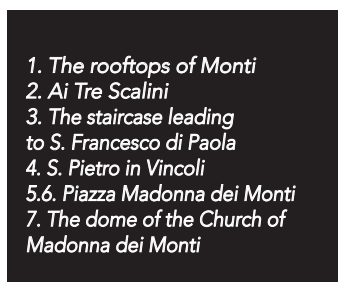 1. The rooftops of Monti
2. Ai Tre Scalini
3. The staircase leading
to S. Francesco di Paola
4. S. Pietro in Vincoli
5.6. Piazza Madonna dei Monti
7. The dome of the Church of
Madonna dei Monti